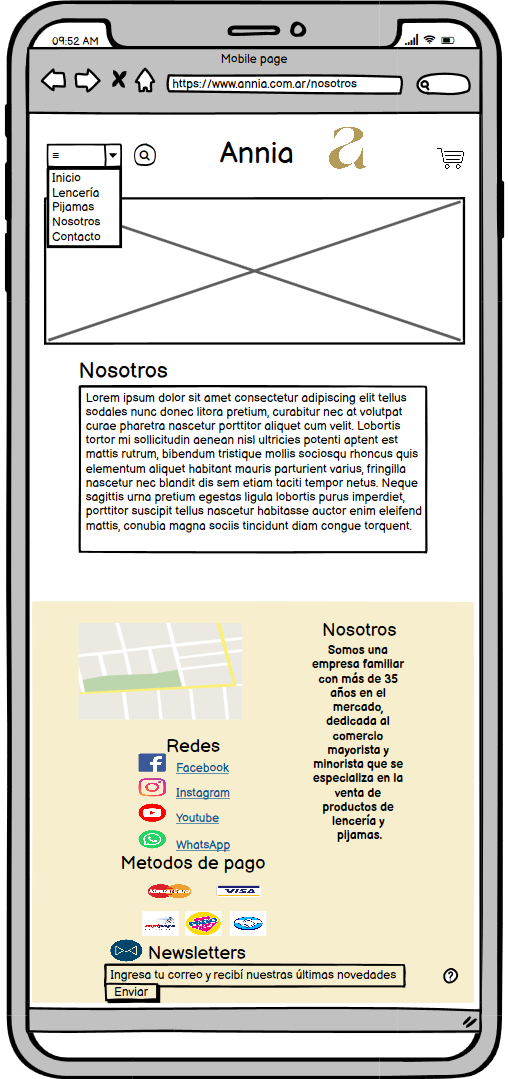 09:52 AM
Mobile page
https://www.annia.com.ar/nosotros
Annia
a
Inicio
Lencería
Pijamas
Nosotros
Contacto
Nosotros
Lorem ipsum dolor sit amet consectetur adipiscing elit tellus
sodales nunc donec litora pretium, curabitur nec at volutpat
curae pharetra nascetur porttitor aliquet cum velit. Lobortis
tortor mi sollicitudin aenean nisl ultricies potenti aptent est
mattis rutrum, bibendum tristique mollis sociosqu rhoncus quis
elementum aliquet habitant mauris parturient varius, fringilla
nascetur nec blandit dis sem etiam taciti tempor netus. Neque
sagittis urna pretium egestas ligula lobortis purus imperdiet,
porttitor suscipit tellus nascetur habitasse auctor enim eleifend
mattis, conubia magna sociis tincidunt diam congue torquent.
Nosotros
Somos una
empresa familiar
con más de 35
años en el
mercado,
dedicada al
comercio
mayorista y
minorista que se
especializa en la
venta de
productos de
lencería y
pijamas.
Redes
Facebook
Instagram
Youtube
WhatsApp
Metodos de pago
MasterCard
VISA
Newsletters
Ingresa tu correo y recibí nuestras últimas novedades
Enviar